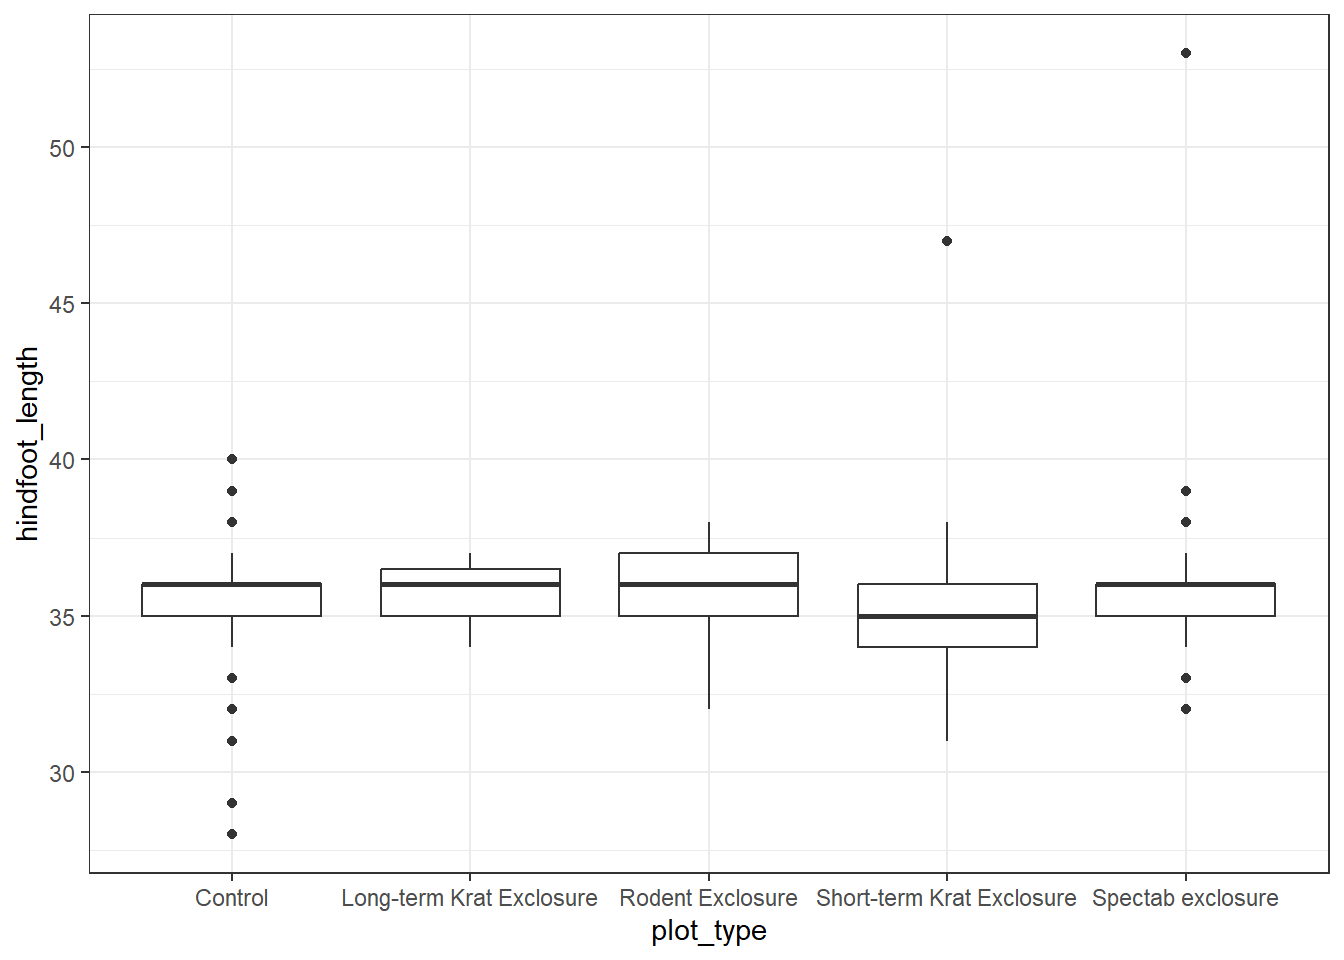 50
45
40
35
30
hindfoot_length
Control
Long-term Krat Exclosure
Rodent Exclosure
Short-term Krat Exclosure
Spectab exclosure
plot_type